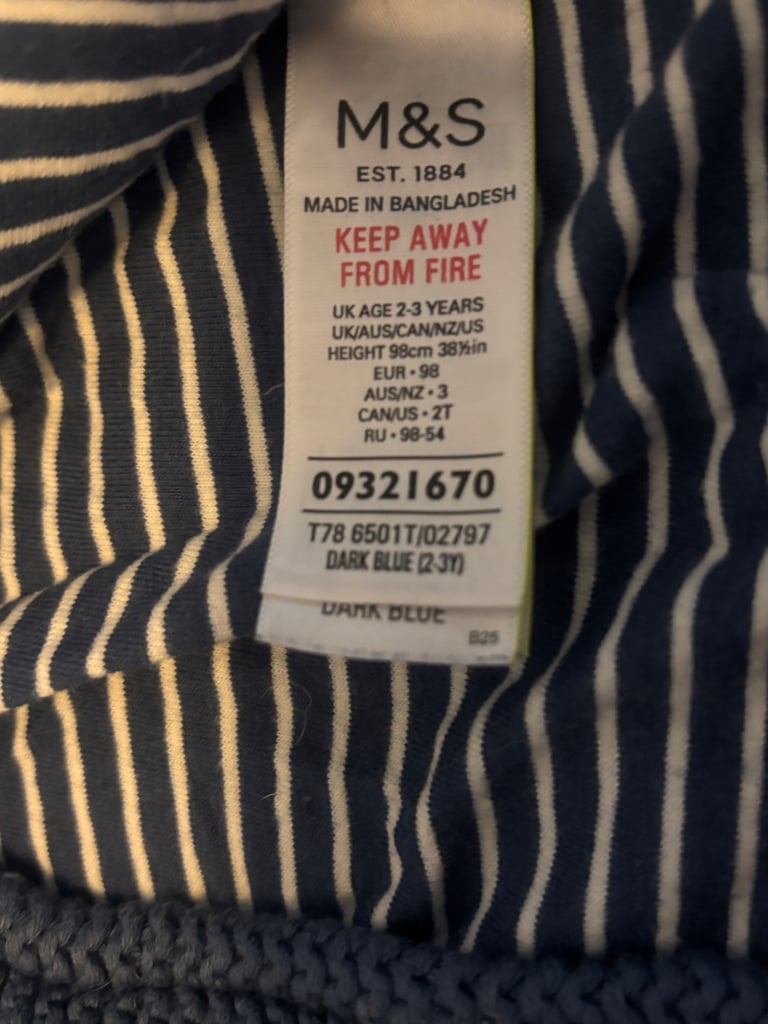 M&S
EST. 1884
MADE IN BANGLADESH
KEEP AWAY
FROM FIRE
UK AGE 2-3 YEARS
UK/AUS/CAN/NZ/US
HEIGHT 98cm 38½in
EUR • 98
AUS/NZ • 3
CAN/US • 2T
RU • 98-54
09321670
T78 6501T/02797
DARK BLUE (2-3Y)
DARK BLUE
B25